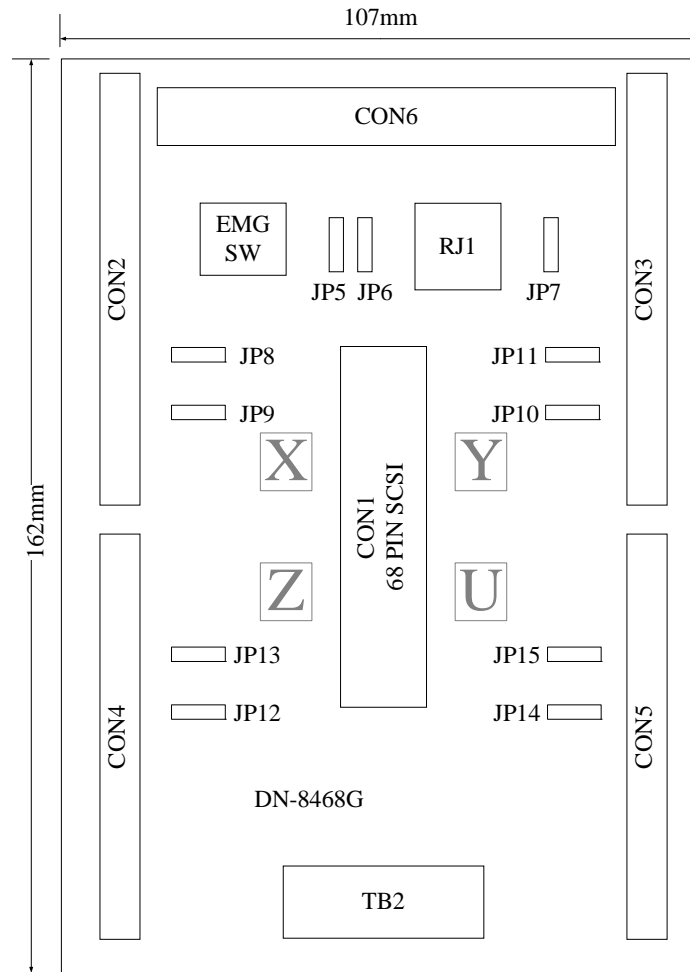 107mm
CON6
EMG
SW
RJ1
JP5
JP6
JP7
CON2
CON3
JP8
JP11
JP9
JP10
X
Y
162mm
CON1
68 PIN SCSI
Z
U
JP13
JP15
JP12
JP14
CON4
CON5
DN-8468G
TB2